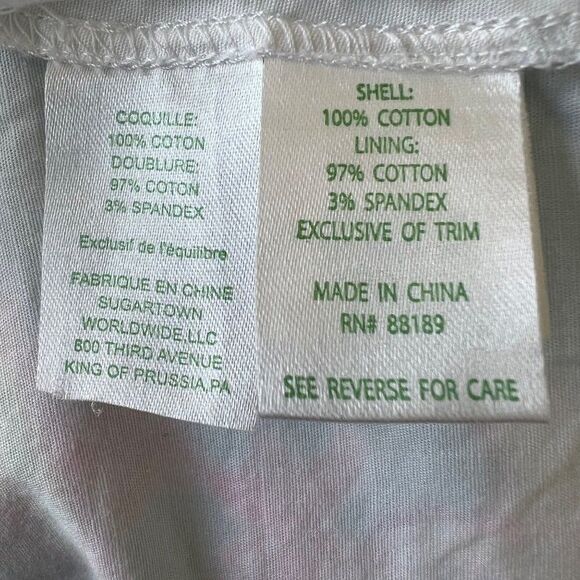 COQUILLE:
100% COTON
DOUBLURE:
97% COTON
3% SPANDEX
Exclusif de l'équilibre
FABRIQUE EN CHINE
SUGARTOWN
WORLDWIDE,LLC
800 THIRD AVENUE
KING OF PRUSSIA,PA
SHELL:
100% COTTON
LINING:
97% COTTON
3% SPANDEX
EXCLUSIVE OF TRIM
MADE IN CHINA
RN# 88189
SEE REVERSE FOR CARE